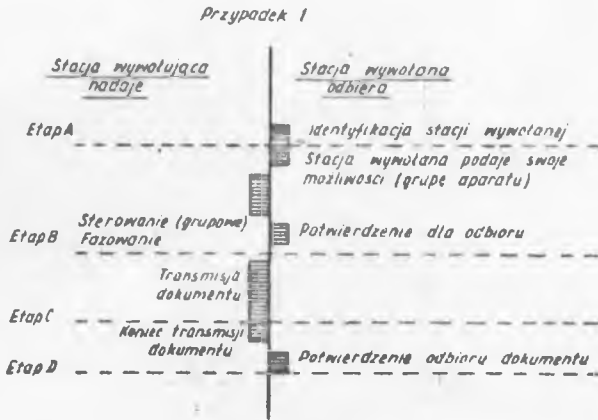 Przypadek 1
Stacja wywołująca
nadaje
Stacja wywołana
odbiera
Etap A
Identyfikacja stacji wywołanej
Stacja wywołana podaje swoje
możliwości (grupę aparatu)
Etap B
Sterowanie (grupowe)
Fazowanie
Potwierdzenie dla odbioru
Transmisja
dokumentu
Etap C
Koniec transmisji
dokumentu
Etap D
Potwierdzenie odbioru dokumentu